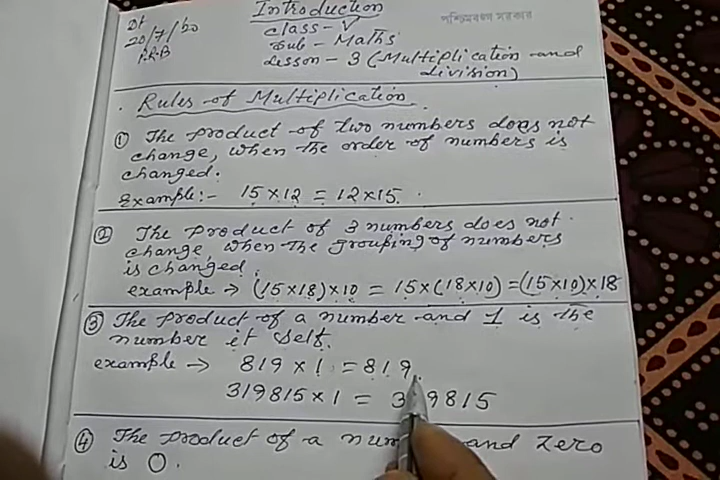 Introduction
Dt
20/7/20
পশ্চিমবঙ্গ সরকার
Class - V
Sub - Maths
P.R.B
Lesson - 3 (Multiplication and
division)
Rules of Multiplication
① The product of two numbers does not
change, when the order of numbers is
changed.
Example:- 15×12 = 12×15.
② The product of 3 numbers does not
change, when the grouping of numbers
is changed.
example → (15×18)×10 = 15×(18×10) = (15×10)×18
③ The product of a number and 1 is the
number it self.
example → 819 × 1 = 819.
319815×1 = 3 9815
④ The product of a num and zero
is 0.